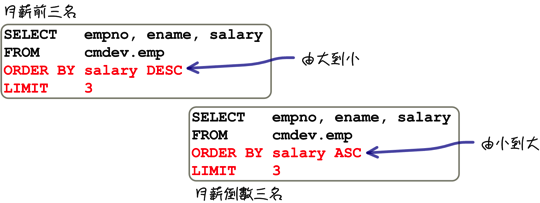 月薪前三名
SELECT empno, ename, salary
FROM cmdev.emp
ORDER BY salary DESC
由大到小
LIMIT 3
SELECT empno, ename, salary
FROM cmdev.emp
ORDER BY salary ASC
由小到大
LIMIT 3
月薪倒數三名